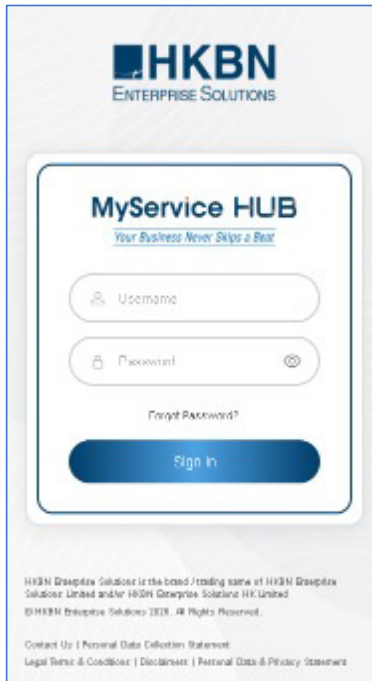 HKBN
ENTERPRISE SOLUTIONS
MyService HUB
Your Business Never Skips a Beat
Username
Password
Forgot Password?
Sign In
HKBN Enterprise Solutions is the brand / trading name of HKBN Enterprise
Solutions Limited and/or HKBN Enterprise Solutions HK Limited
© HKBN Enterprise Solutions 2020. All Rights Reserved.
Contact Us | Personal Data Collection Statement
Legal Terms & Conditions | Disclaimers | Personal Data & Privacy Statement